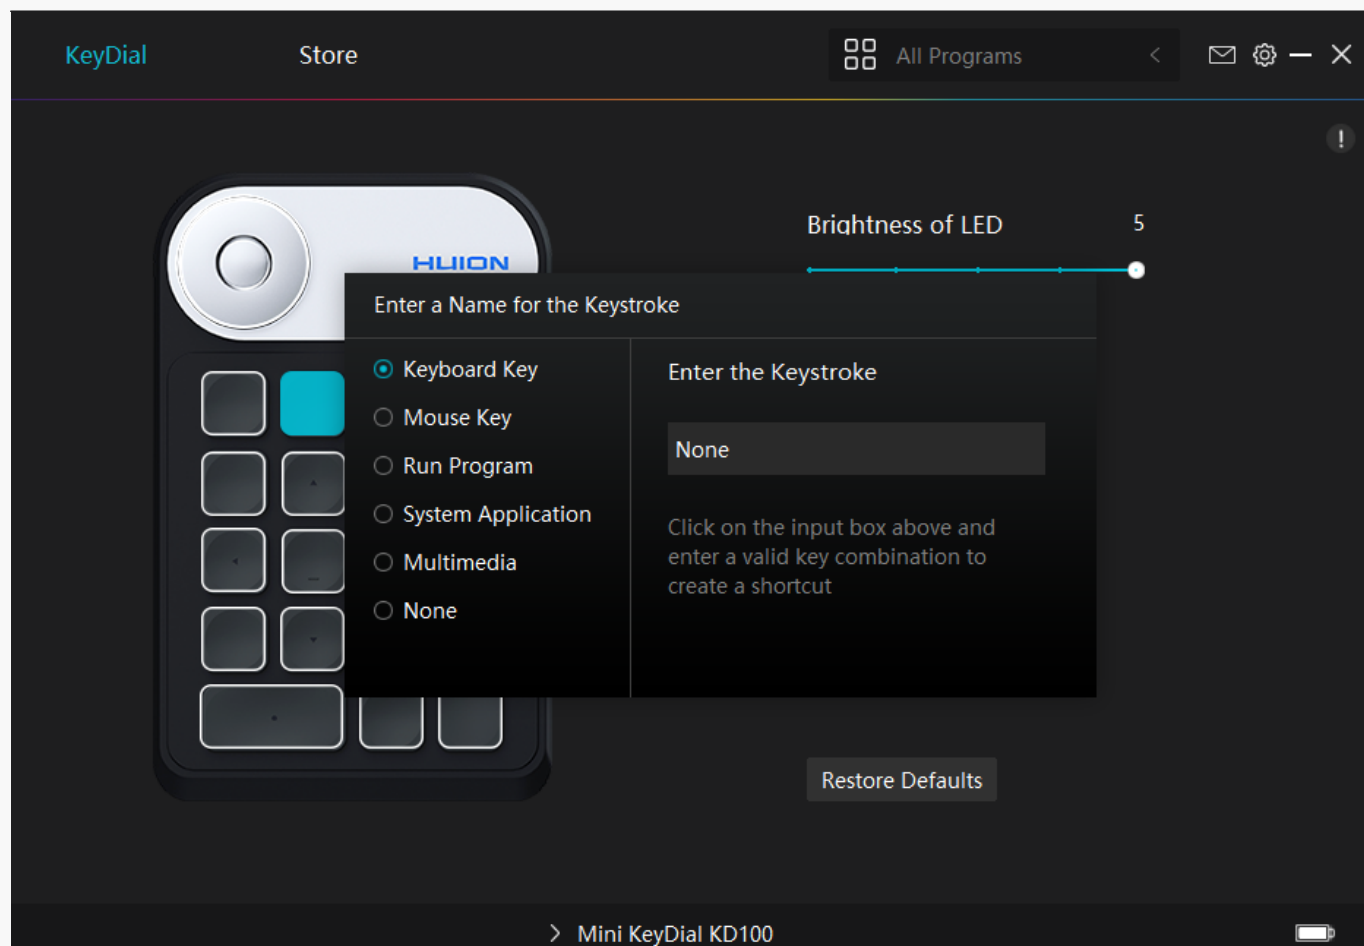 KeyDial
Store
All Programs
HUION
Brightness of LED
5
Enter a Name for the Keystroke
Keyboard Key
Mouse Key
Run Program
System Application
Multimedia
None
Enter the Keystroke
None
Click on the input box above and
enter a valid key combination to
create a shortcut
Restore Defaults
Mini KeyDial KD100